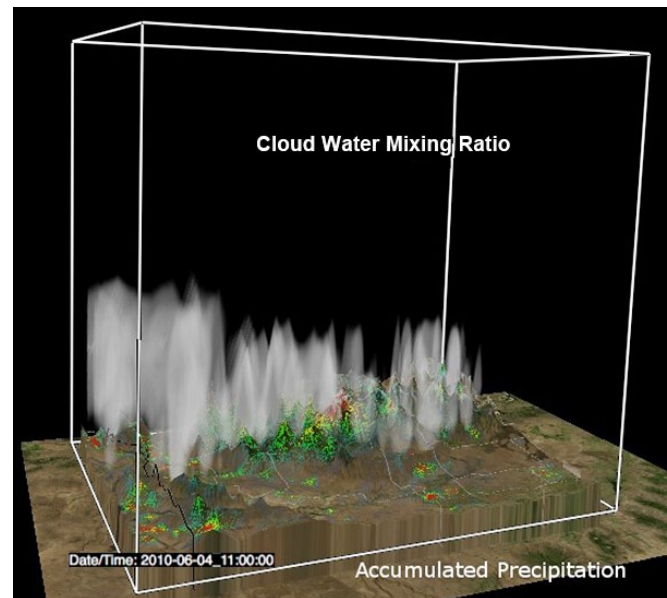 Cloud Water Mixing Ratio
Date/Time: 2010-06-04_11:00:00
Accumulated Precipitation